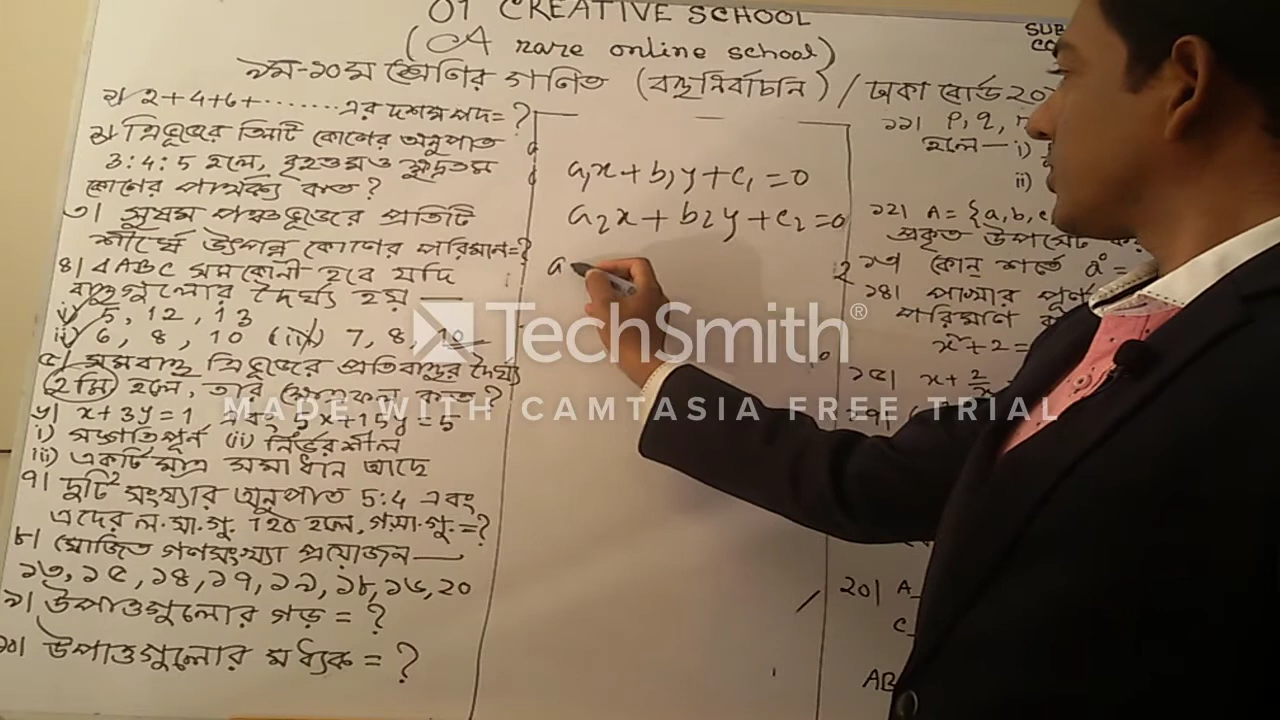 01 CREATIVE SCHOOL
(A rare online school)
৯ম-১০ম শ্রেণির গণিত (বহুনির্বাচনি) / ঢাকা বোর্ড
১। 2+4+6+........ এর দশম পদ = ?
২। ত্রিভুজের তিনটি কোণের অনুপাত
3:4:5 হলে, বৃহত্তম ও ক্ষুদ্রতম
কোণের পার্থক্য কত?
৩। সুষম পঞ্চভুজের প্রতিটি
শীর্ষে উৎপন্ন কোণের পরিমান=?
৪। ΔABC সমকোনী হবে যদি
বাহুগুলোর দৈর্ঘ্য হয় —
i) 5, 12, 13
ii) 6, 8, 10 (iii) 7, 8, 10
৫। সমবাহু ত্রিভুজের প্রতিবাহুর দৈর্ঘ্য
2 মি হলে, তার ক্ষেত্রফল কত?
৬। x+3y=1 এবং 5x+15y=5
i) সঙ্গতিপূর্ন (ii) নির্ভরশীল
iii) একটিমাত্র সমাধান আছে
৭। দুটি সংখ্যার অনুপাত 5:4 এবং
এদের ল.সা.গু. 120 হলে, গ.সা.গু.=?
৮। যোজিত গণসংখ্যা প্রয়োজন—
১৩, ১৫, ১৪, ১৭, ১৯, ১৮, ১৬, ২০
৯। উপাত্তগুলোর গড় = ?
১০। উপাত্তগুলোর মধ্যক = ?
a₁x+b₁y+c₁=0
a₂x+b₂y+c₂=0
a
SUB
১১। P, q,
হলে— i)
ii)
১২। A = {a, b, c
প্রকৃত উপসেট
১৩। কোন শর্তে a⁰ =
১৪।
পরিমাণ
x²+2=
১৫। x+2/x
২০। A
C
AB
TechSmith®
MADE WITH CAMTASIA FREE TRIAL